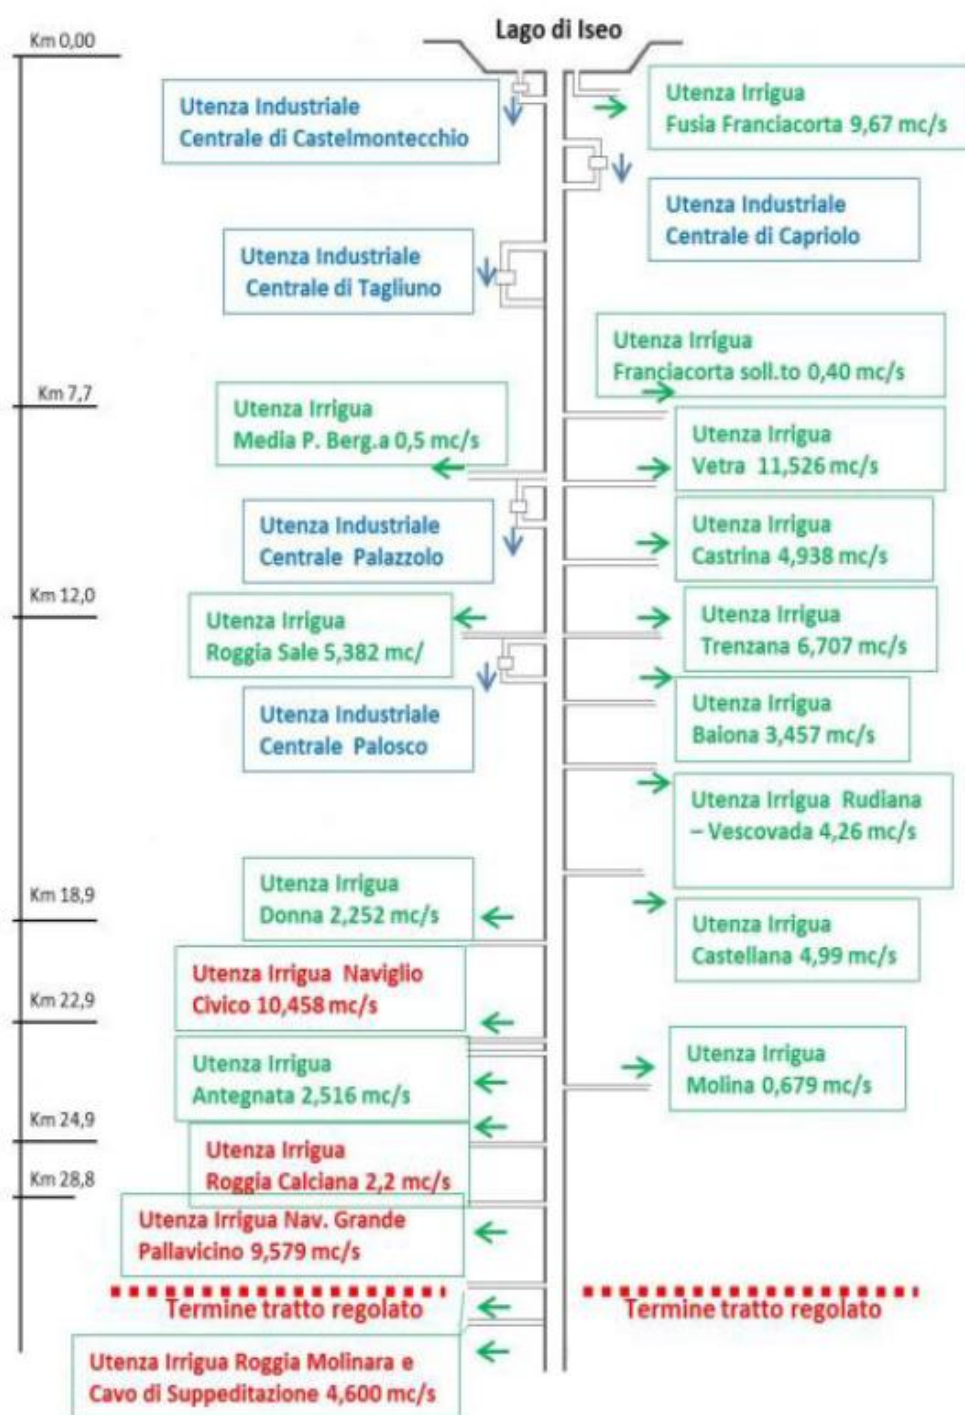 Lago di Iseo
Km 0,00
Utenza Industriale
Centrale di Castelmontecchio
Utenza Irrigua
Fusia Franciacorta 9,67 mc/s
Utenza Industriale
Centrale di Capriolo
Utenza Industriale
Centrale di Tagliuno
Utenza Irrigua
Franciacorta soll.to 0,40 mc/s
Km 7,7
Utenza Irrigua
Media P. Berg.a 0,5 mc/s
Utenza Irrigua
Vetra 11,526 mc/s
Utenza Industriale
Centrale Palazzolo
Utenza Irrigua
Castrina 4,938 mc/s
Km 12,0
Utenza Irrigua
Roggia Sale 5,382 mc/
Utenza Irrigua
Trenzana 6,707 mc/s
Utenza Industriale
Centrale Palosco
Utenza Irrigua
Baiona 3,457 mc/s
Utenza Irrigua Rudiana
– Vescovada 4,26 mc/s
Km 18,9
Utenza Irrigua
Donna 2,252 mc/s
Utenza Irrigua
Castellana 4,99 mc/s
Utenza Irrigua Naviglio
Civico 10,458 mc/s
Km 22,9
Utenza Irrigua
Antegnata 2,516 mc/s
Utenza Irrigua
Molina 0,679 mc/s
Km 24,9
Utenza Irrigua
Roggia Calciana 2,2 mc/s
Km 28,8
Utenza Irrigua Nav. Grande
Pallavicino 9,579 mc/s
Termine tratto regolato
Termine tratto regolato
Utenza Irrigua Roggia Molinara e
Cavo di Suppeditazione 4,600 mc/s